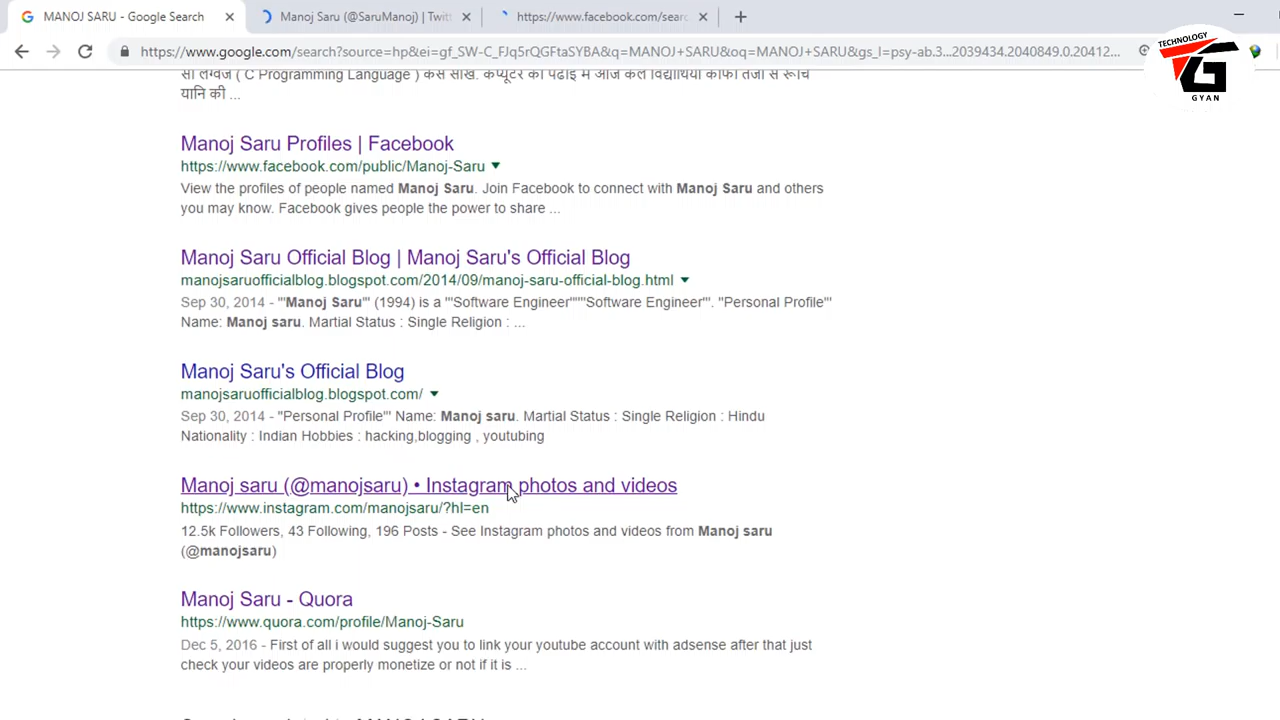 MANOJ SARU - Google Search
Manoj Saru (@SaruManoj) | Twitt
https://www.facebook.com/searc
https://www.google.com/search?source=hp&ei=gf_SW-C_FJq5rQGFtaSYBA&q=MANOJ+SARU&oq=MANOJ+SARU&gs_l=psy-ab.3...2039434.2040849.0.20412...
TECHNOLOGY
TG
GYAN
( C Programming Language )
यानि की ...
Manoj Saru Profiles | Facebook
https://www.facebook.com/public/Manoj-Saru
View the profiles of people named Manoj Saru. Join Facebook to connect with Manoj Saru and others
you may know. Facebook gives people the power to share ...
Manoj Saru Official Blog | Manoj Saru's Official Blog
manojsaruofficialblog.blogspot.com/2014/09/manoj-saru-official-blog.html
Sep 30, 2014 - '"Manoj Saru'" (1994) is a '"Software Engineer'"'"'Software Engineer'". "Personal Profile'"
Name: Manoj saru. Martial Status : Single Religion : ...
Manoj Saru's Official Blog
manojsaruofficialblog.blogspot.com/
Sep 30, 2014 - "Personal Profile'" Name: Manoj saru. Martial Status : Single Religion : Hindu
Nationality : Indian Hobbies : hacking,blogging , youtubing
Manoj saru (@manojsaru) • Instagram photos and videos
https://www.instagram.com/manojsaru/?hl=en
12.5k Followers, 43 Following, 196 Posts - See Instagram photos and videos from Manoj saru
(@manojsaru)
Manoj Saru - Quora
https://www.quora.com/profile/Manoj-Saru
Dec 5, 2016 - First of all i would suggest you to link your youtube account with adsense after that just
check your videos are properly monetize or not if it is ...